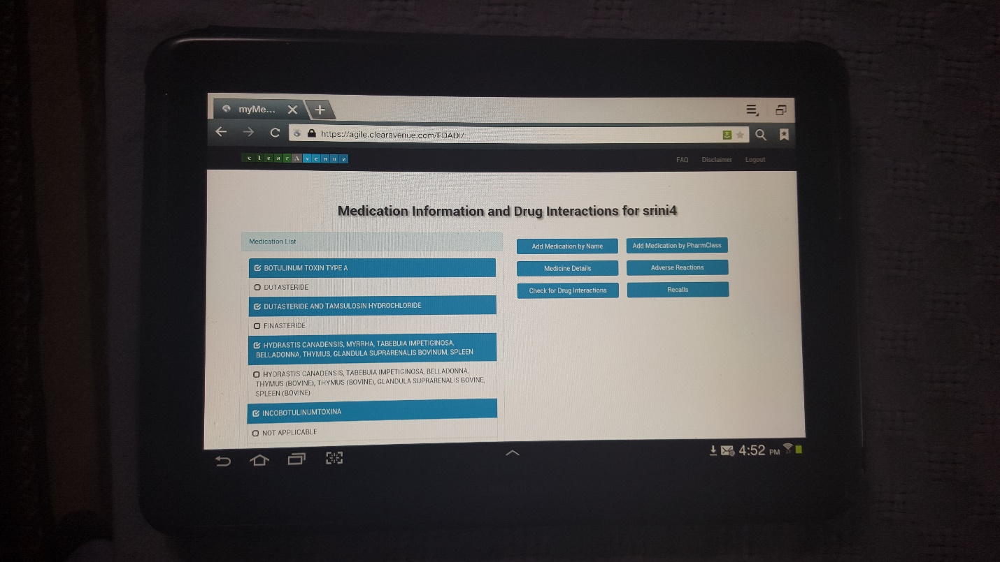 myMe...
https://agile.clearavenue.com/FDADI/
clearAvenue
FAQ Disclaimer Logout
Medication Information and Drug Interactions for srini4
Medication List
BOTULINUM TOXIN TYPE A
DUTASTERIDE
DUTASTERIDE AND TAMSULOSIN HYDROCHLORIDE
FINASTERIDE
HYDRASTIS CANADENSIS, MYRRHA, TABEBUIA IMPETIGINOSA,
BELLADONNA, THYMUS, GLANDULA SUPRARENALIS BOVINUM, SPLEEN
HYDRASTIS CANADENSIS, TABEBUIA IMPETIGINOSA, BELLADONNA,
THYMUS (BOVINE), THYMUS (BOVINE), GLANDULA SUPRARENALIS BOVINE,
SPLEEN (BOVINE)
INCOBOTULINUMTOXINA
NOT APPLICABLE
Add Medication by Name
Add Medication by PharmClass
Medicine Details
Adverse Reactions
Check for Drug Interactions
Recalls
4:52 PM